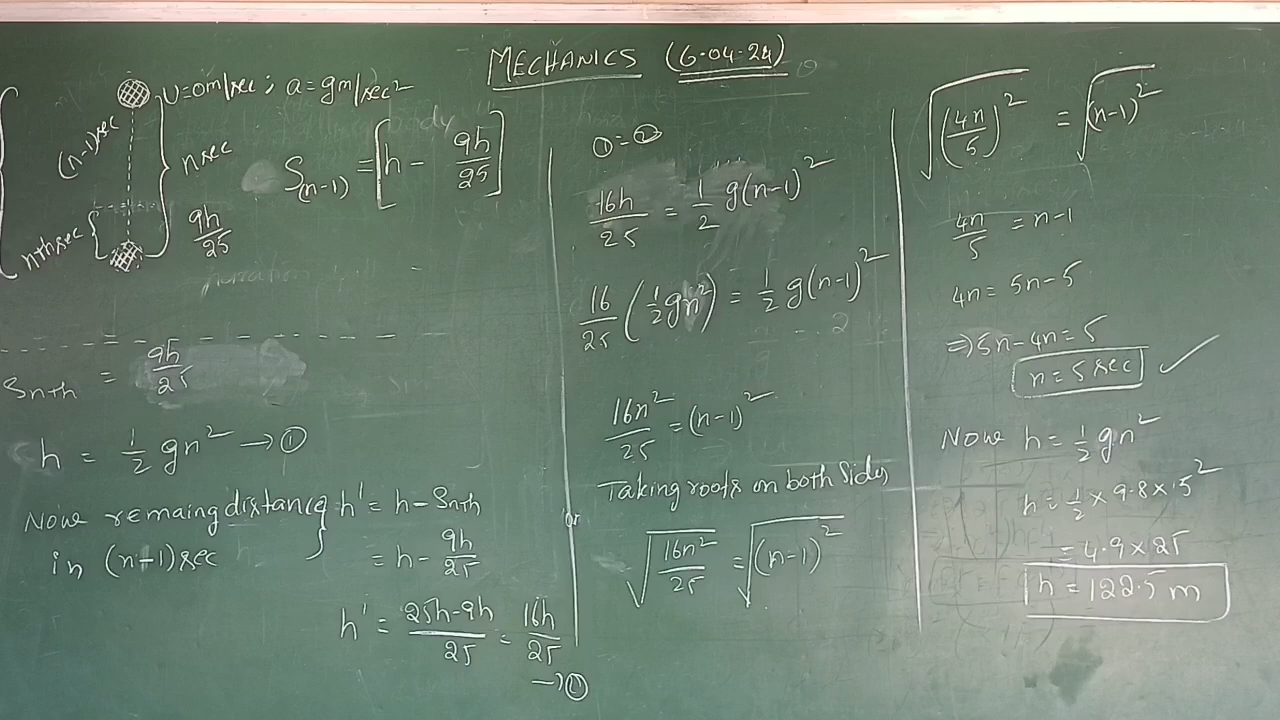 MECHANICS (6.04.24)
U=0m/sec ; a = g m/sec²
(n-1) sec
n sec
nth sec
9h/25
S(n-1) = [h - 9h/25]
Snth = 9h/25
h = 1/2 gn² → ①
Now remaing distance h' = h - Snth
in (n-1) sec
= h - 9h/25
h' = 25h-9h/25 = 16h/25
→ ①
①=②
16h/25 = 1/2 g(n-1)²
16/25 (1/2 gn²) = 1/2 g(n-1)²
16n²/25 = (n-1)²
Taking roots on both Sides
√16n²/25 = √(n-1)²
√(4n/5)² = √(n-1)²
4n/5 = n-1
4n = 5n-5
⇒ 5n-4n = 5
n = 5 sec ✓
Now h = 1/2 gn²
h = 1/2 × 9.8 × 5²
= 4.9 × 25
h = 122.5 m